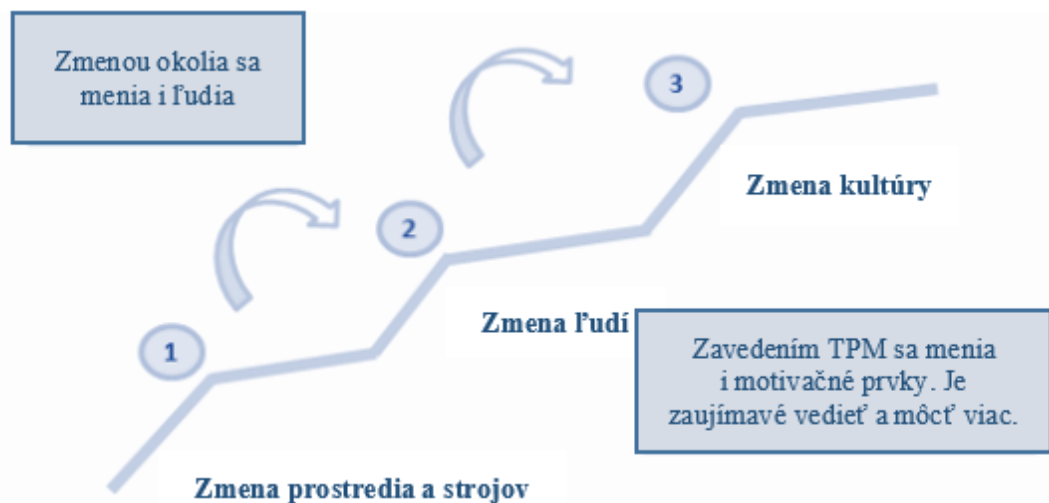 Zmenou okolia sa
menia i ľudia
3
Zmena kultúry
2
Zmena ľudí
1
Zavedením TPM sa menia
i motivačné prvky. Je
zaujímavé vedieť a môcť viac.
Zmena prostredia a strojov